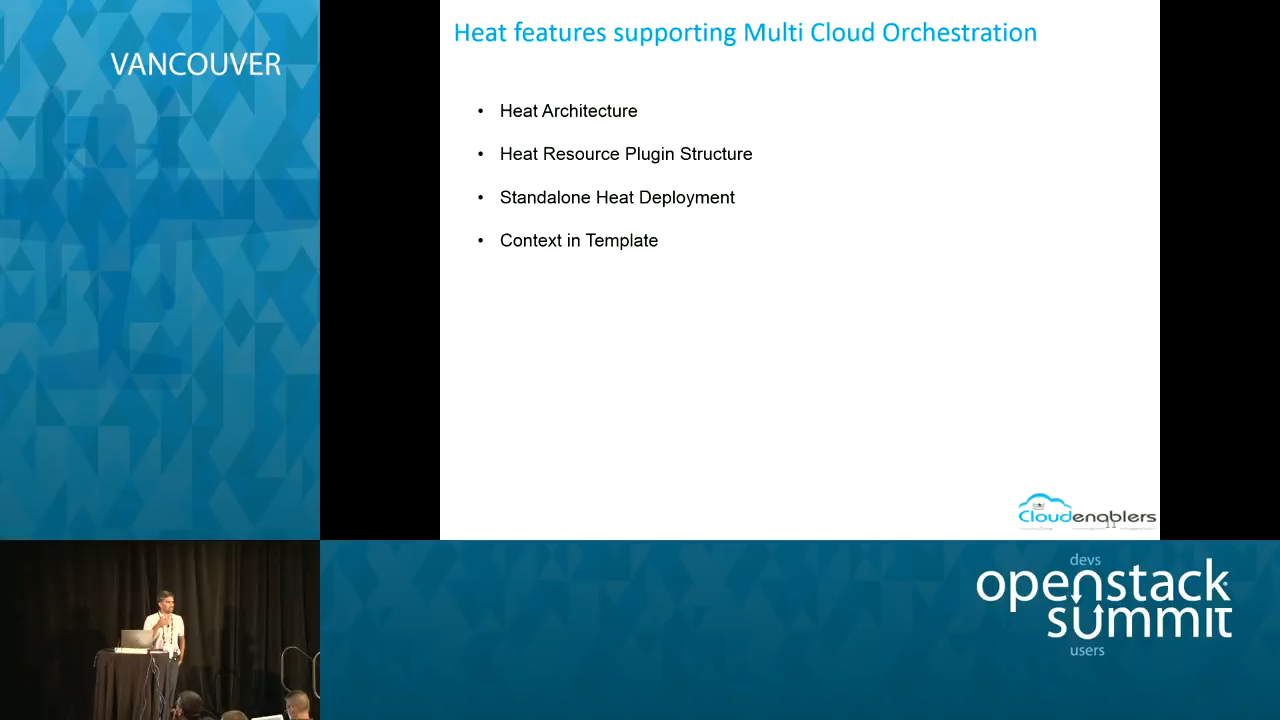 VANCOUVER
Heat features supporting Multi Cloud Orchestration
• Heat Architecture
• Heat Resource Plugin Structure
• Standalone Heat Deployment
• Context in Template
Cloudenablers
11
devs
openstack
summit
users